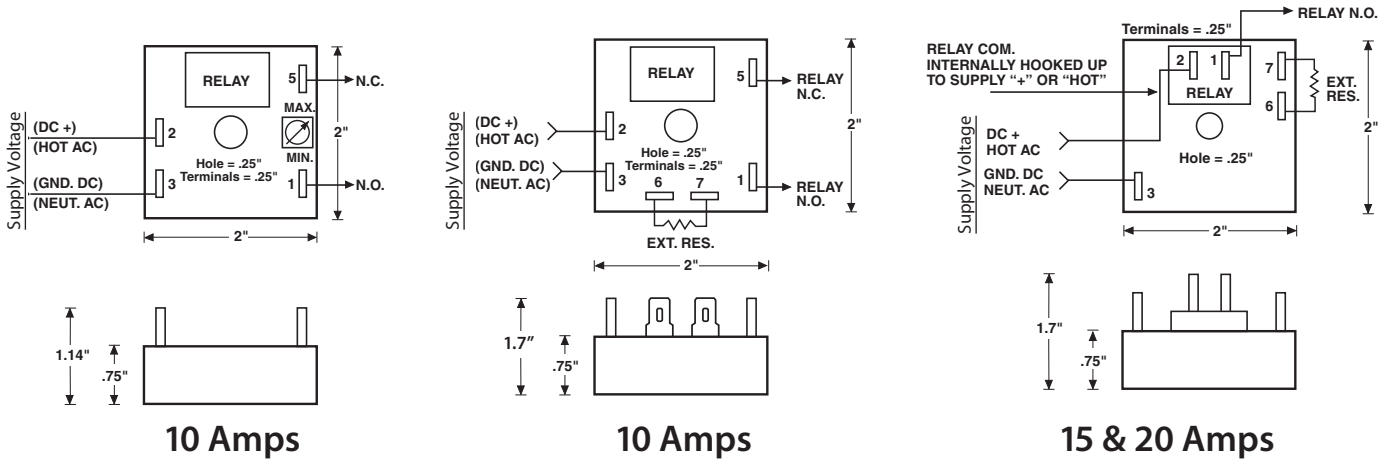 RELAY
5
N.C.
MAX.
MIN.
2
(DC +)
(HOT AC)
Supply Voltage
Hole = .25"
Terminals = .25"
3
(GND. DC)
(NEUT. AC)
1
N.O.
2"
2"
1.14"
.75"
10 Amps
RELAY
5
RELAY
N.C.
(DC +)
(HOT AC)
2
Supply Voltage
Hole = .25"
Terminals = .25"
(GND. DC)
(NEUT. AC)
3
6
7
1
RELAY
N.O.
EXT. RES.
2"
2"
1.7"
.75"
10 Amps
RELAY N.O.
Terminals = .25"
RELAY COM.
INTERNALLY HOOKED UP
TO SUPPLY “+” OR “HOT”
2
1
RELAY
7
6
EXT.
RES.
DC +
HOT AC
Supply Voltage
Hole = .25"
GND. DC
NEUT. AC
3
2"
2"
1.7"
.75"
15 & 20 Amps